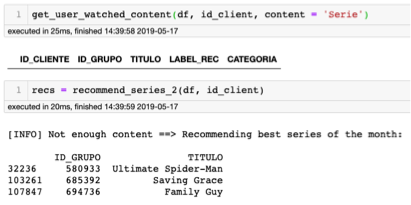 1 get_user_watched_content(df, id_client, content = 'Serie')
executed in 25ms, finished 14:39:58 2019-05-17
ID_CLIENTE ID_GRUPO TITULO LABEL_REC CATEGORIA
1 recs = recommend_series_2(df, id_client)
executed in 20ms, finished 14:39:59 2019-05-17
[INFO] Not enough content ==> Recommending best series of the month:
ID_GRUPO TITULO
32236 580933 Ultimate Spider-Man
103261 685392 Saving Grace
107847 694736 Family Guy